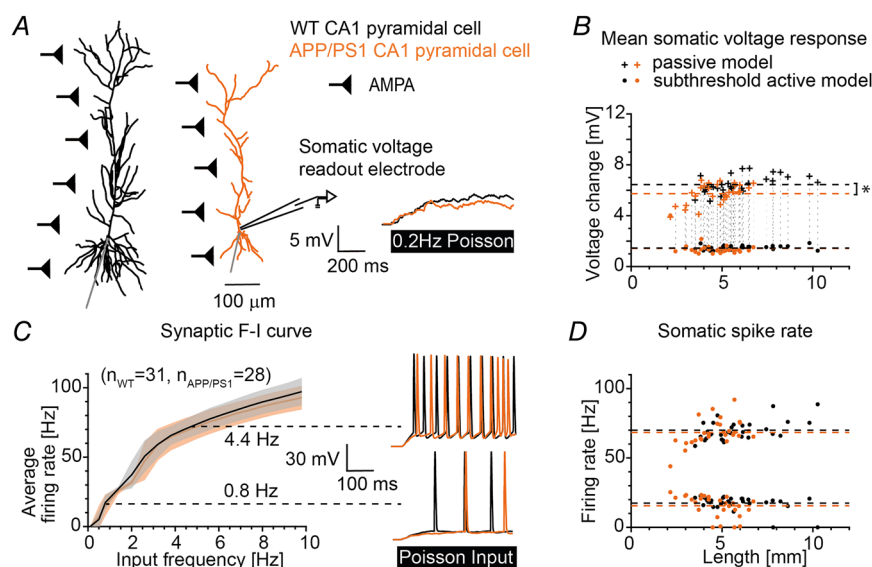 A
WT CA1 pyramidal cell
APP/PS1 CA1 pyramidal cell
AMPA
Somatic voltage
readout electrode
5 mV
200 ms
0.2Hz Poisson
100 μm
B
Mean somatic voltage response
+ + passive model
subthreshold active model
Voltage change [mV]
12
8
4
0
0
5
10
*
C
Synaptic F-I curve
(nWT=31, nAPP/PS1=28)
Average
firing rate [Hz]
100
50
0
0 2 4 6 8 10
Input frequency [Hz]
4.4 Hz
0.8 Hz
30 mV
100 ms
Poisson Input
D
Somatic spike rate
Firing rate [Hz]
100
50
0
0
5
10
Length [mm]